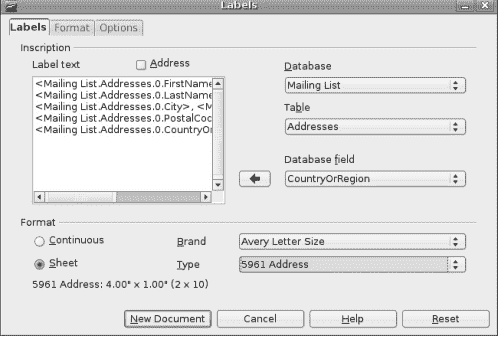 Labels
Labels Format Options
Inscription
Label text Address Database
<Mailing List.Addresses.0.FirstName
<Mailing List.Addresses.0.LastName
<Mailing List.Addresses.0.City>, <M
<Mailing List.Addresses.0.PostalCoc
<Mailing List.Addresses.0.CountryOr
Mailing List
Table
Addresses
Database field
CountryOrRegion
Format
Continuous Brand Avery Letter Size
Sheet Type 5961 Address
5961 Address: 4.00" x 1.00" (2 x 10)
New Document Cancel Help Reset